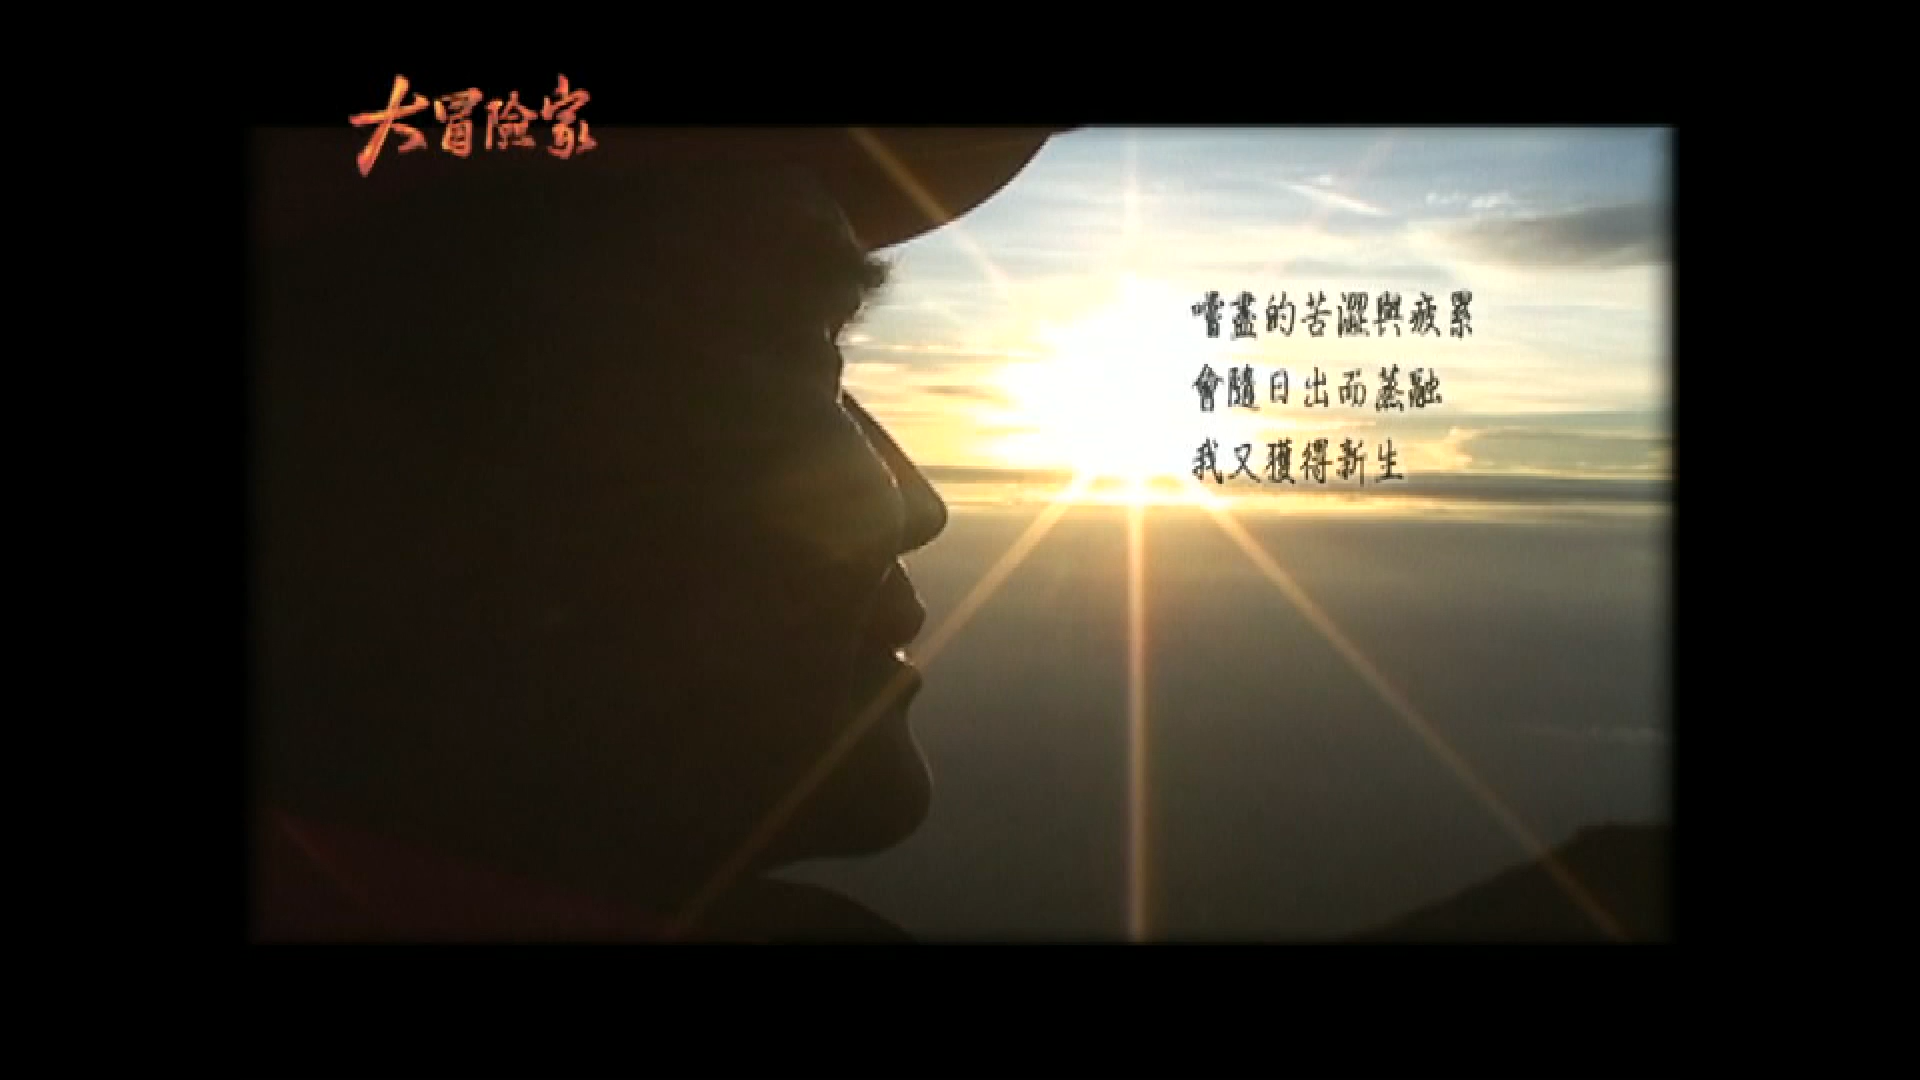 大冒險家
嚐盡的苦澀與疲累
會隨日出而蒸融
我又獲得新生